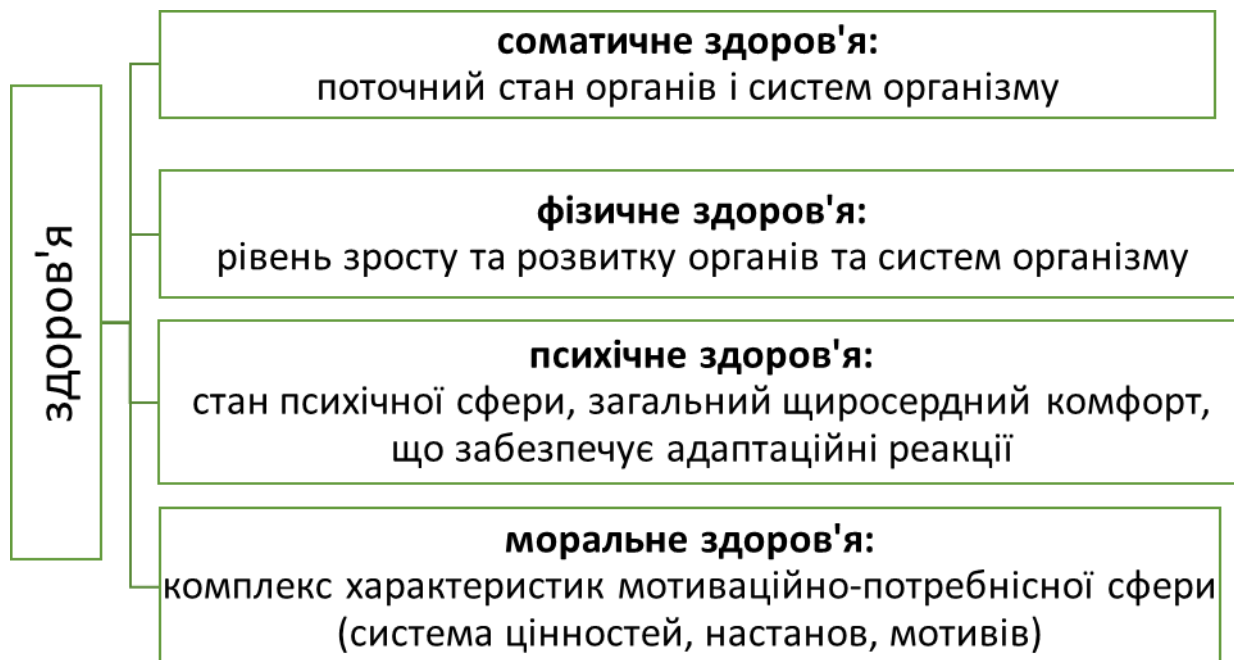 здоров'я
соматичне здоров'я:
поточний стан органів і систем організму
фізичне здоров'я:
рівень зросту та розвитку органів та систем організму
психічне здоров'я:
стан психічної сфери, загальний щиросердний комфорт,
що забезпечує адаптаційні реакції
моральне здоров'я:
комплекс характеристик мотиваційно-потребнісної сфери
(система цінностей, настанов, мотивів)